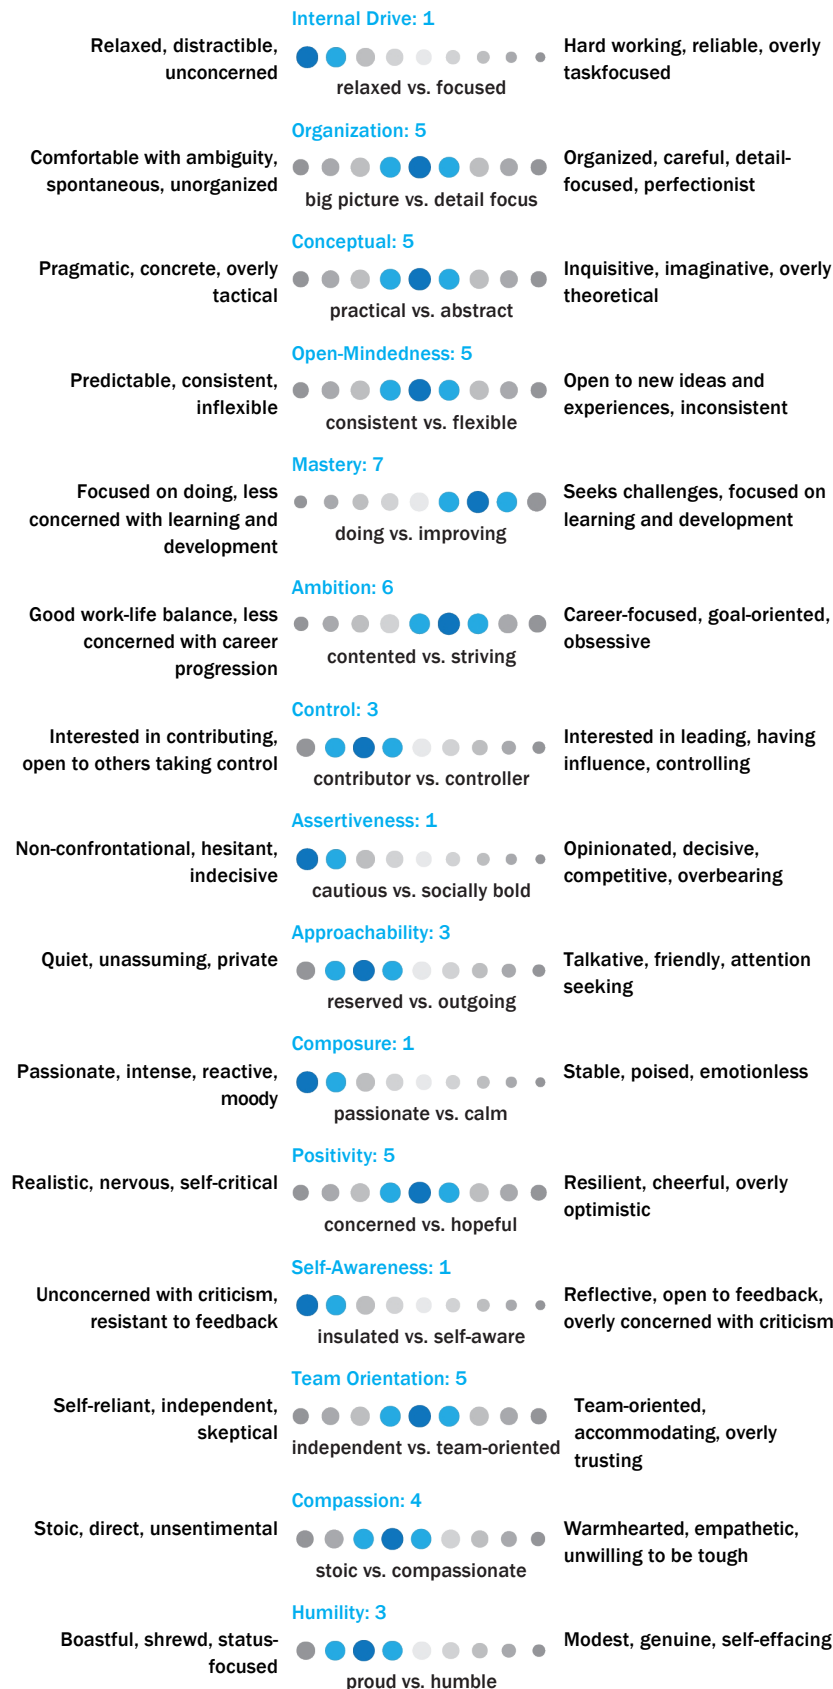 Internal Drive: 1
Relaxed, distractible,
unconcerned
relaxed vs. focused
Hard working, reliable, overly
taskfocused
Organization: 5
Comfortable with ambiguity,
spontaneous, unorganized
big picture vs. detail focus
Organized, careful, detail-
focused, perfectionist
Conceptual: 5
Pragmatic, concrete, overly
tactical
practical vs. abstract
Inquisitive, imaginative, overly
theoretical
Open-Mindedness: 5
Predictable, consistent,
inflexible
consistent vs. flexible
Open to new ideas and
experiences, inconsistent
Mastery: 7
Focused on doing, less
concerned with learning and
development
doing vs. improving
Seeks challenges, focused on
learning and development
Ambition: 6
Good work-life balance, less
concerned with career
progression
contented vs. striving
Career-focused, goal-oriented,
obsessive
Control: 3
Interested in contributing,
open to others taking control
contributor vs. controller
Interested in leading, having
influence, controlling
Assertiveness: 1
Non-confrontational, hesitant,
indecisive
cautious vs. socially bold
Opinionated, decisive,
competitive, overbearing
Approachability: 3
Quiet, unassuming, private
reserved vs. outgoing
Talkative, friendly, attention
seeking
Composure: 1
Passionate, intense, reactive,
moody
passionate vs. calm
Stable, poised, emotionless
Positivity: 5
Realistic, nervous, self-critical
concerned vs. hopeful
Resilient, cheerful, overly
optimistic
Self-Awareness: 1
Unconcerned with criticism,
resistant to feedback
insulated vs. self-aware
Reflective, open to feedback,
overly concerned with criticism
Team Orientation: 5
Self-reliant, independent,
skeptical
independent vs. team-oriented
Team-oriented,
accommodating, overly
trusting
Compassion: 4
Stoic, direct, unsentimental
stoic vs. compassionate
Warmhearted, empathetic,
unwilling to be tough
Humility: 3
Boastful, shrewd, status-
focused
proud vs. humble
Modest, genuine, self-effacing